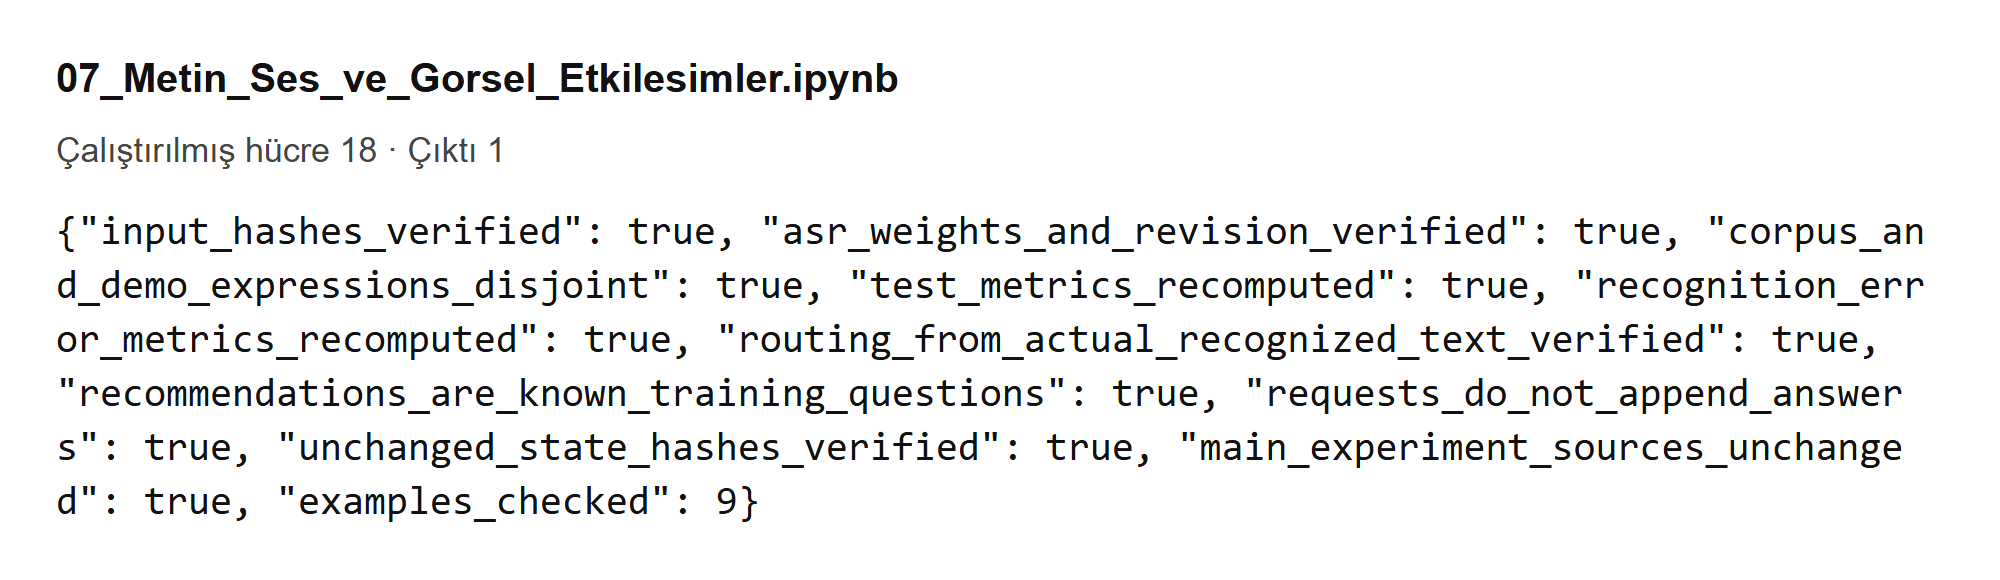 07_Metin_Ses_ve_Gorsel_Etkilesimler.ipynb
Çalıştırılmış hücre 18 · Çıktı 1
{"input_hashes_verified": true, "asr_weights_and_revision_verified": true, "corpus_an
d_demo_expressions_disjoint": true, "test_metrics_recomputed": true, "recognition_err
or_metrics_recomputed": true, "routing_from_actual_recognized_text_verified": true,
"recommendations_are_known_training_questions": true, "requests_do_not_append_answer
s": true, "unchanged_state_hashes_verified": true, "main_experiment_sources_unchange
d": true, "examples_checked": 9}